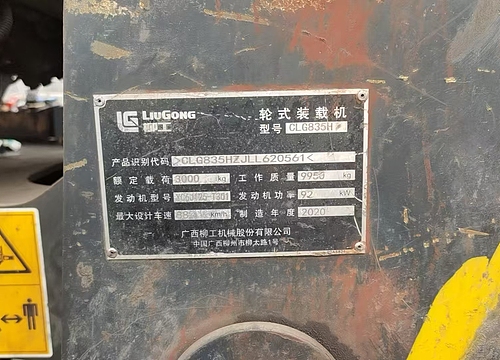 LIUGONG 轮式装载机
柳工 型号 CLG835H
产品识别代码 >CLG835HZJLL620561<
额定载荷 3000 kg 工作质量 9950 kg
发动机型号 发动机功率 92 kW
最大设计车速 km/h 制造年度 2020
广西柳工机械股份有限公司
中国广西柳州市柳太路1号